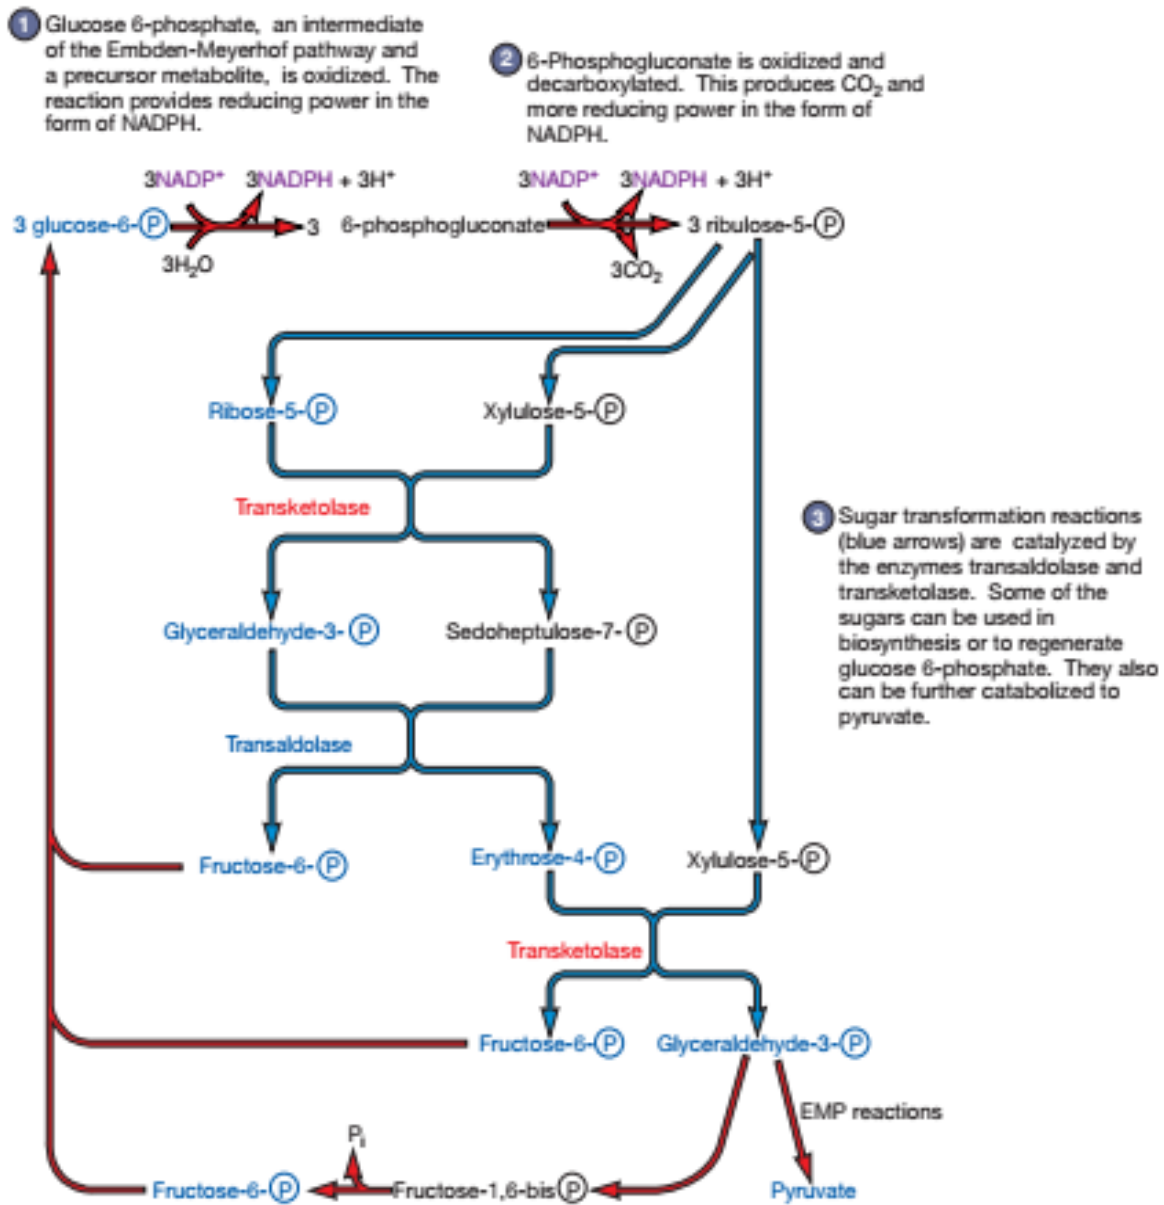 1 Glucose 6-phosphate, an intermediate
of the Embden-Meyerhof pathway and
a precursor metabolite, is oxidized. The
reaction provides reducing power in the
form of NADPH.
2 6-Phosphogluconate is oxidized and
decarboxylated. This produces CO₂ and
more reducing power in the form of
NADPH.
3NADP⁺ 3NADPH + 3H⁺ 3NADP⁺ 3NADPH + 3H⁺
3 glucose-6-P 3 6-phosphogluconate 3 ribulose-5-P
3H₂O 3CO₂
Ribose-5-P Xylulose-5-P
Transketolase
3 Sugar transformation reactions
(blue arrows) are catalyzed by
the enzymes transaldolase and
transketolase. Some of the
sugars can be used in
biosynthesis or to regenerate
glucose 6-phosphate. They also
can be further catabolized to
pyruvate.
Glyceraldehyde-3-P Sedoheptulose-7-P
Transaldolase
Fructose-6-P Erythrose-4-P Xylulose-5-P
Transketolase
Fructose-6-P Glyceraldehyde-3-P
EMP reactions
Pᵢ
Fructose-6-P Fructose-1,6-bisP Pyruvate